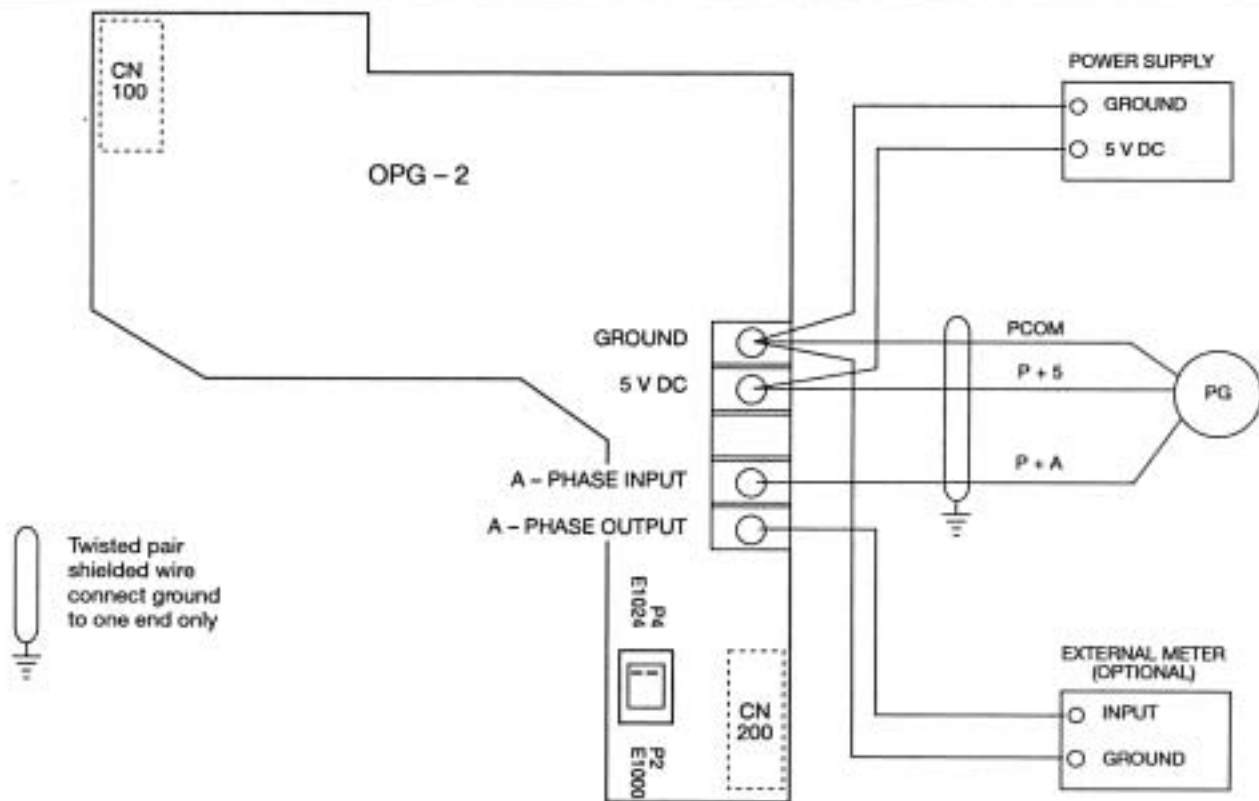 CN
100
OPG – 2
POWER SUPPLY
GROUND
5 V DC
GROUND
5 V DC
A – PHASE INPUT
A – PHASE OUTPUT
PCOM
P + 5
P + A
PG
Twisted pair
shielded wire
connect ground
to one end only
P4
E1024
P2
E1000
CN
200
EXTERNAL METER
(OPTIONAL)
INPUT
GROUND